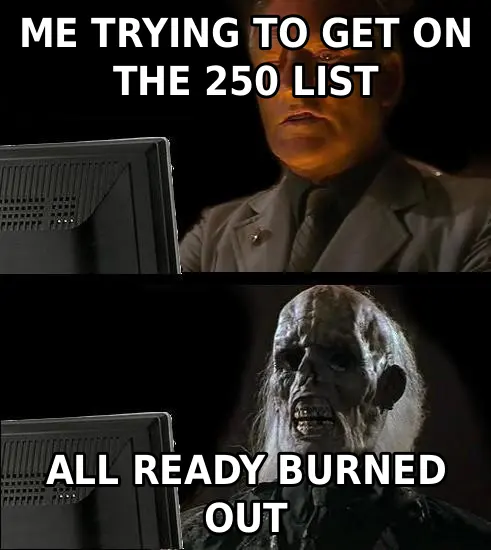 ME TRYING TO GET ON
THE 250 LIST
ALL READY BURNED
OUT